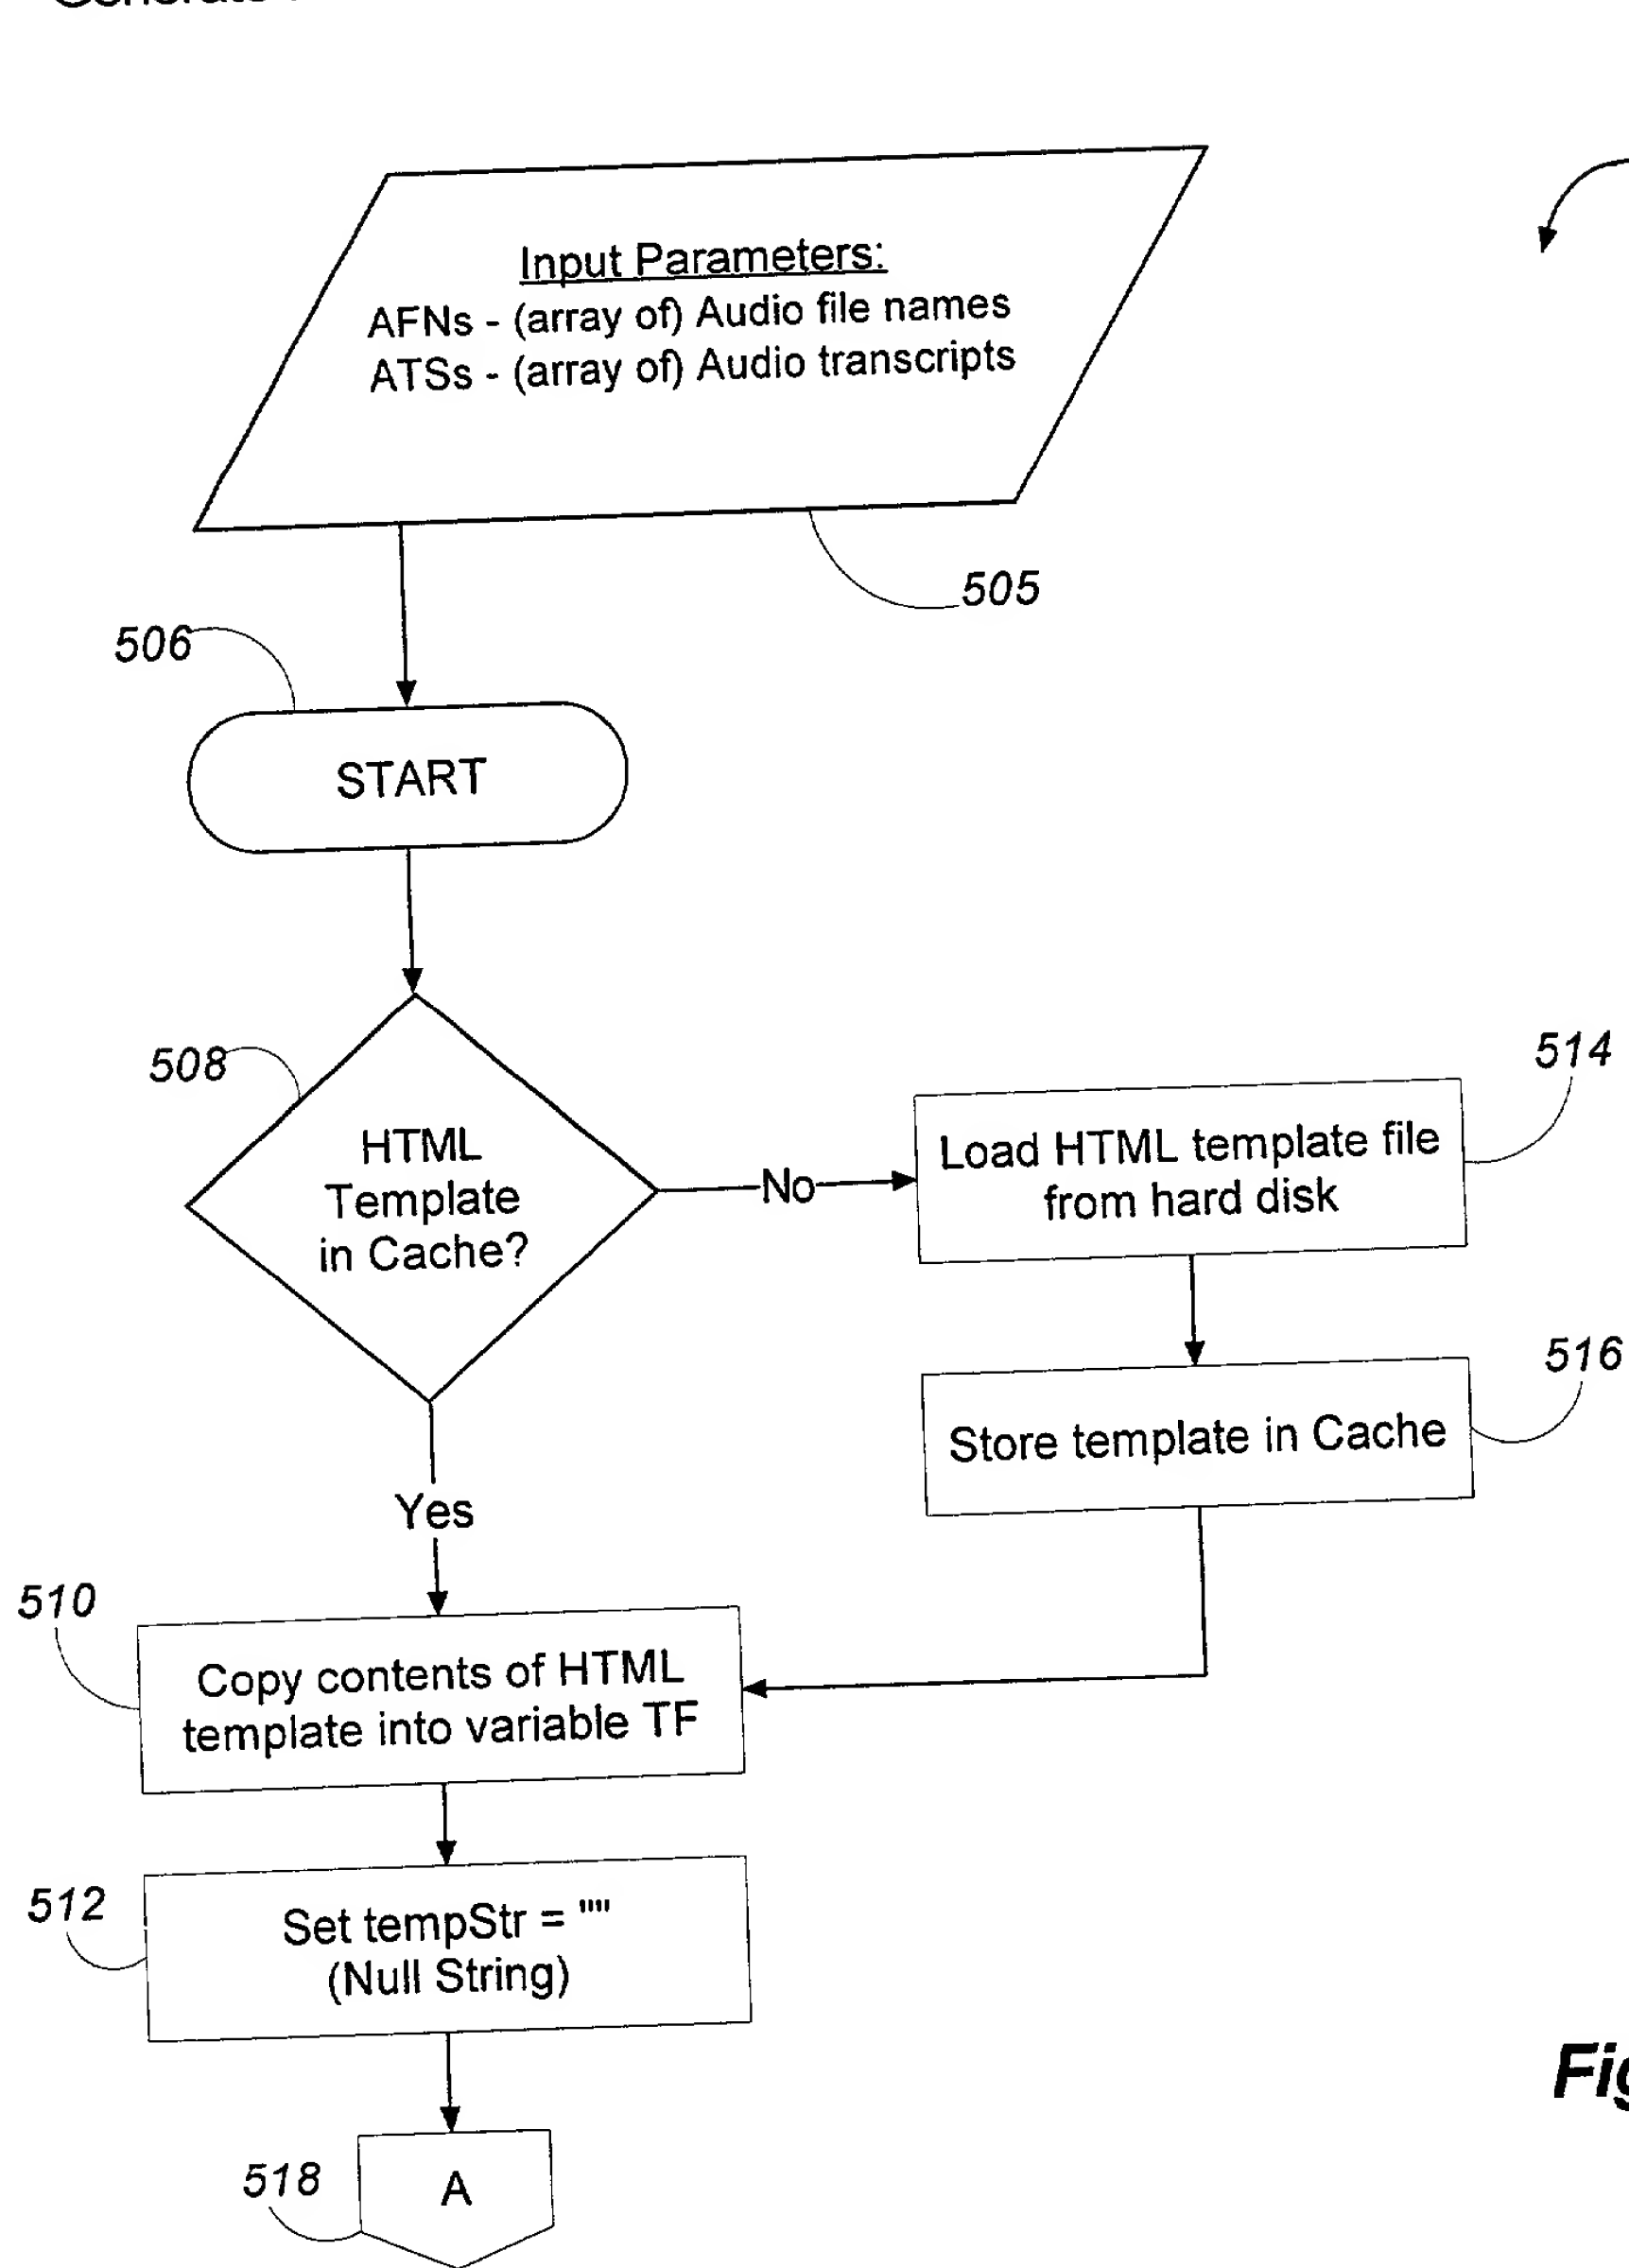 Input Parameters:
AFNs - (array of) Audio file names
ATSs - (array of) Audio transcripts
505
506
START
508
HTML
Template
in Cache?
No
514
Load HTML template file
from hard disk
516
Store template in Cache
Yes
510
Copy contents of HTML
template into variable TF
512
Set tempStr = ""
(Null String)
518
A